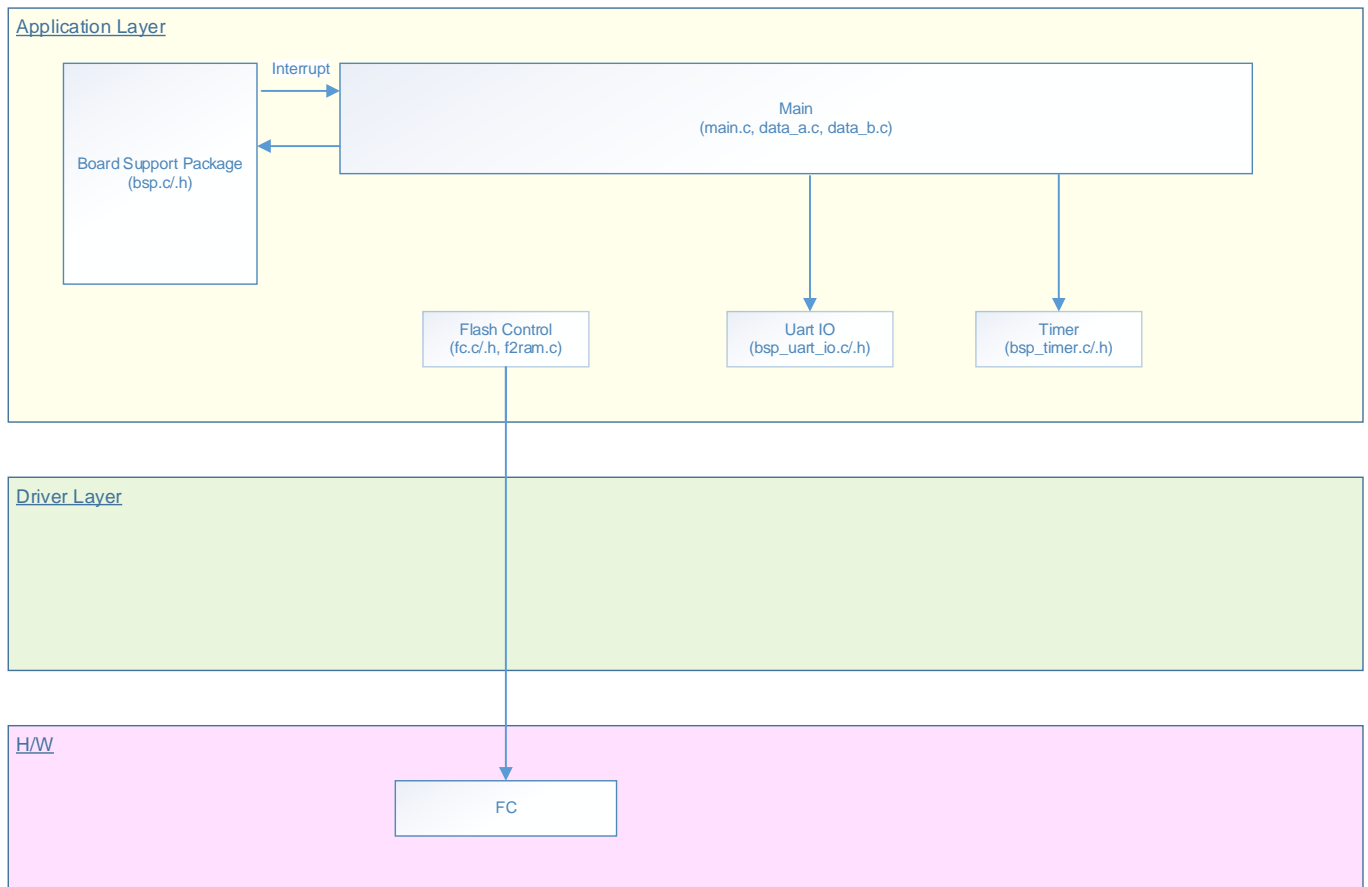 Application Layer
Interrupt
Main
(main.c, data_a.c, data_b.c)
Board Support Package
(bsp.c/.h)
Flash Control
(fc.c/.h, f2ram.c)
Uart IO
(bsp_uart_io.c/.h)
Timer
(bsp_timer.c/.h)
Driver Layer
H/W
FC